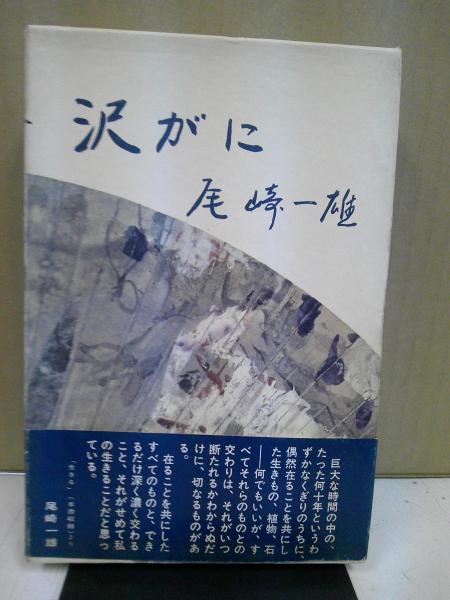 沢がに
尾崎一雄
巨大な時間の中の、
たった何十年というわ
ずかなくぎりのうちに、
偶然在ることを共にし
た生きもの、植物、石
――何でもいいが、す
べてそれらのものとの
交わりは、それがいつ
断たれるかわからぬだ
けに、切なるものがあ
る。
在ることを共にした
すべてのものと、でき
るだけ深く濃く交わる
こと、それがせめて私
の生きることだと思っ
ている。
尾崎一雄